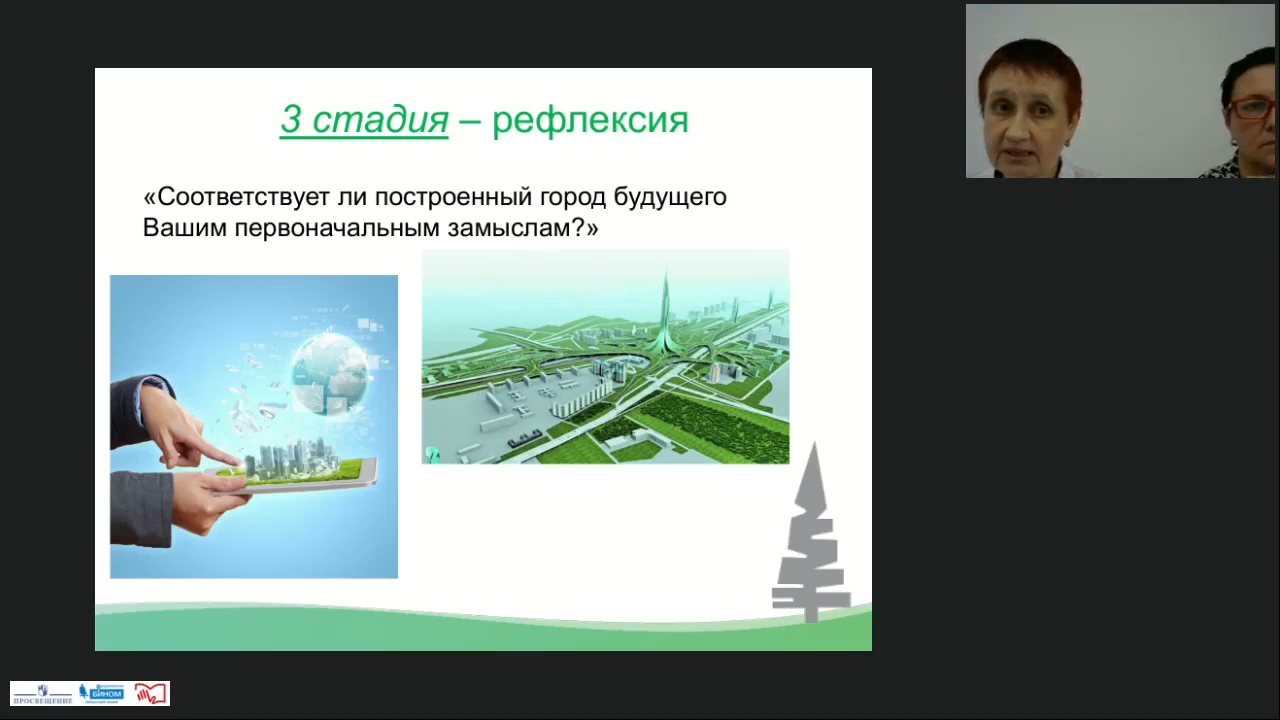 3 стадия – рефлексия
«Соответствует ли построенный город будущего
Вашим первоначальным замыслам?»
ПРОСВЕЩЕНИЕ
БИНОМ